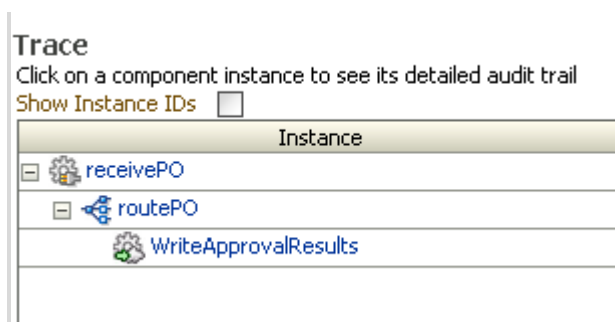 Trace
Click on a component instance to see its detailed audit trail
Show Instance IDs
Instance
receivePO
routePO
WriteApprovalResults